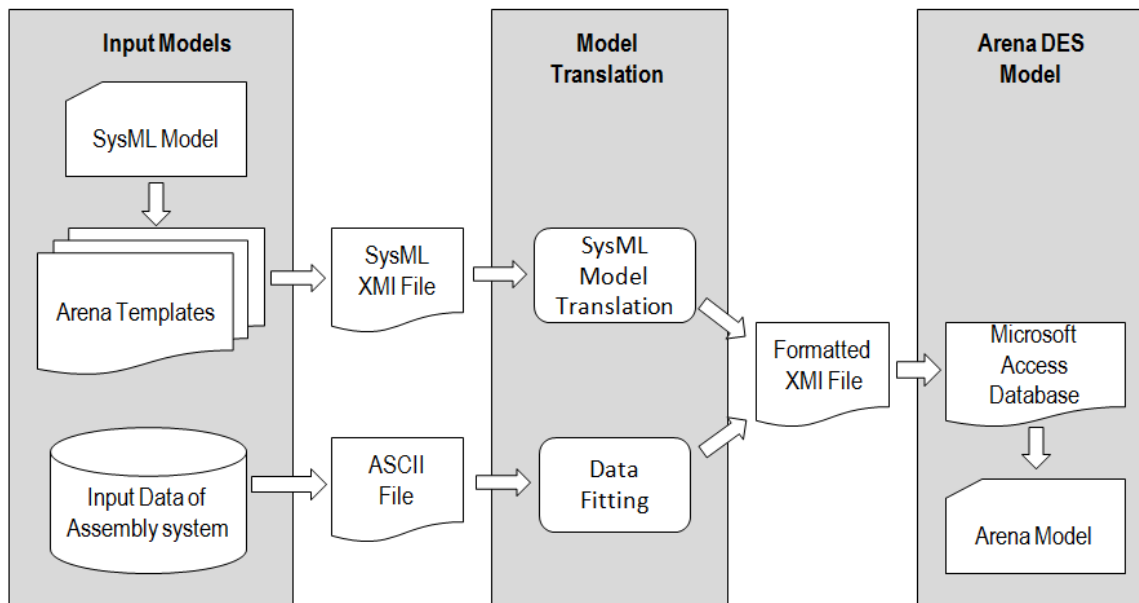 Input Models
SysML Model
Arena Templates
Input Data of
Assembly system
SysML
XMI File
ASCII
File
Model
Translation
SysML
Model
Translation
Data
Fitting
Formatted
XMI File
Arena DES
Model
Microsoft
Access
Database
Arena Model